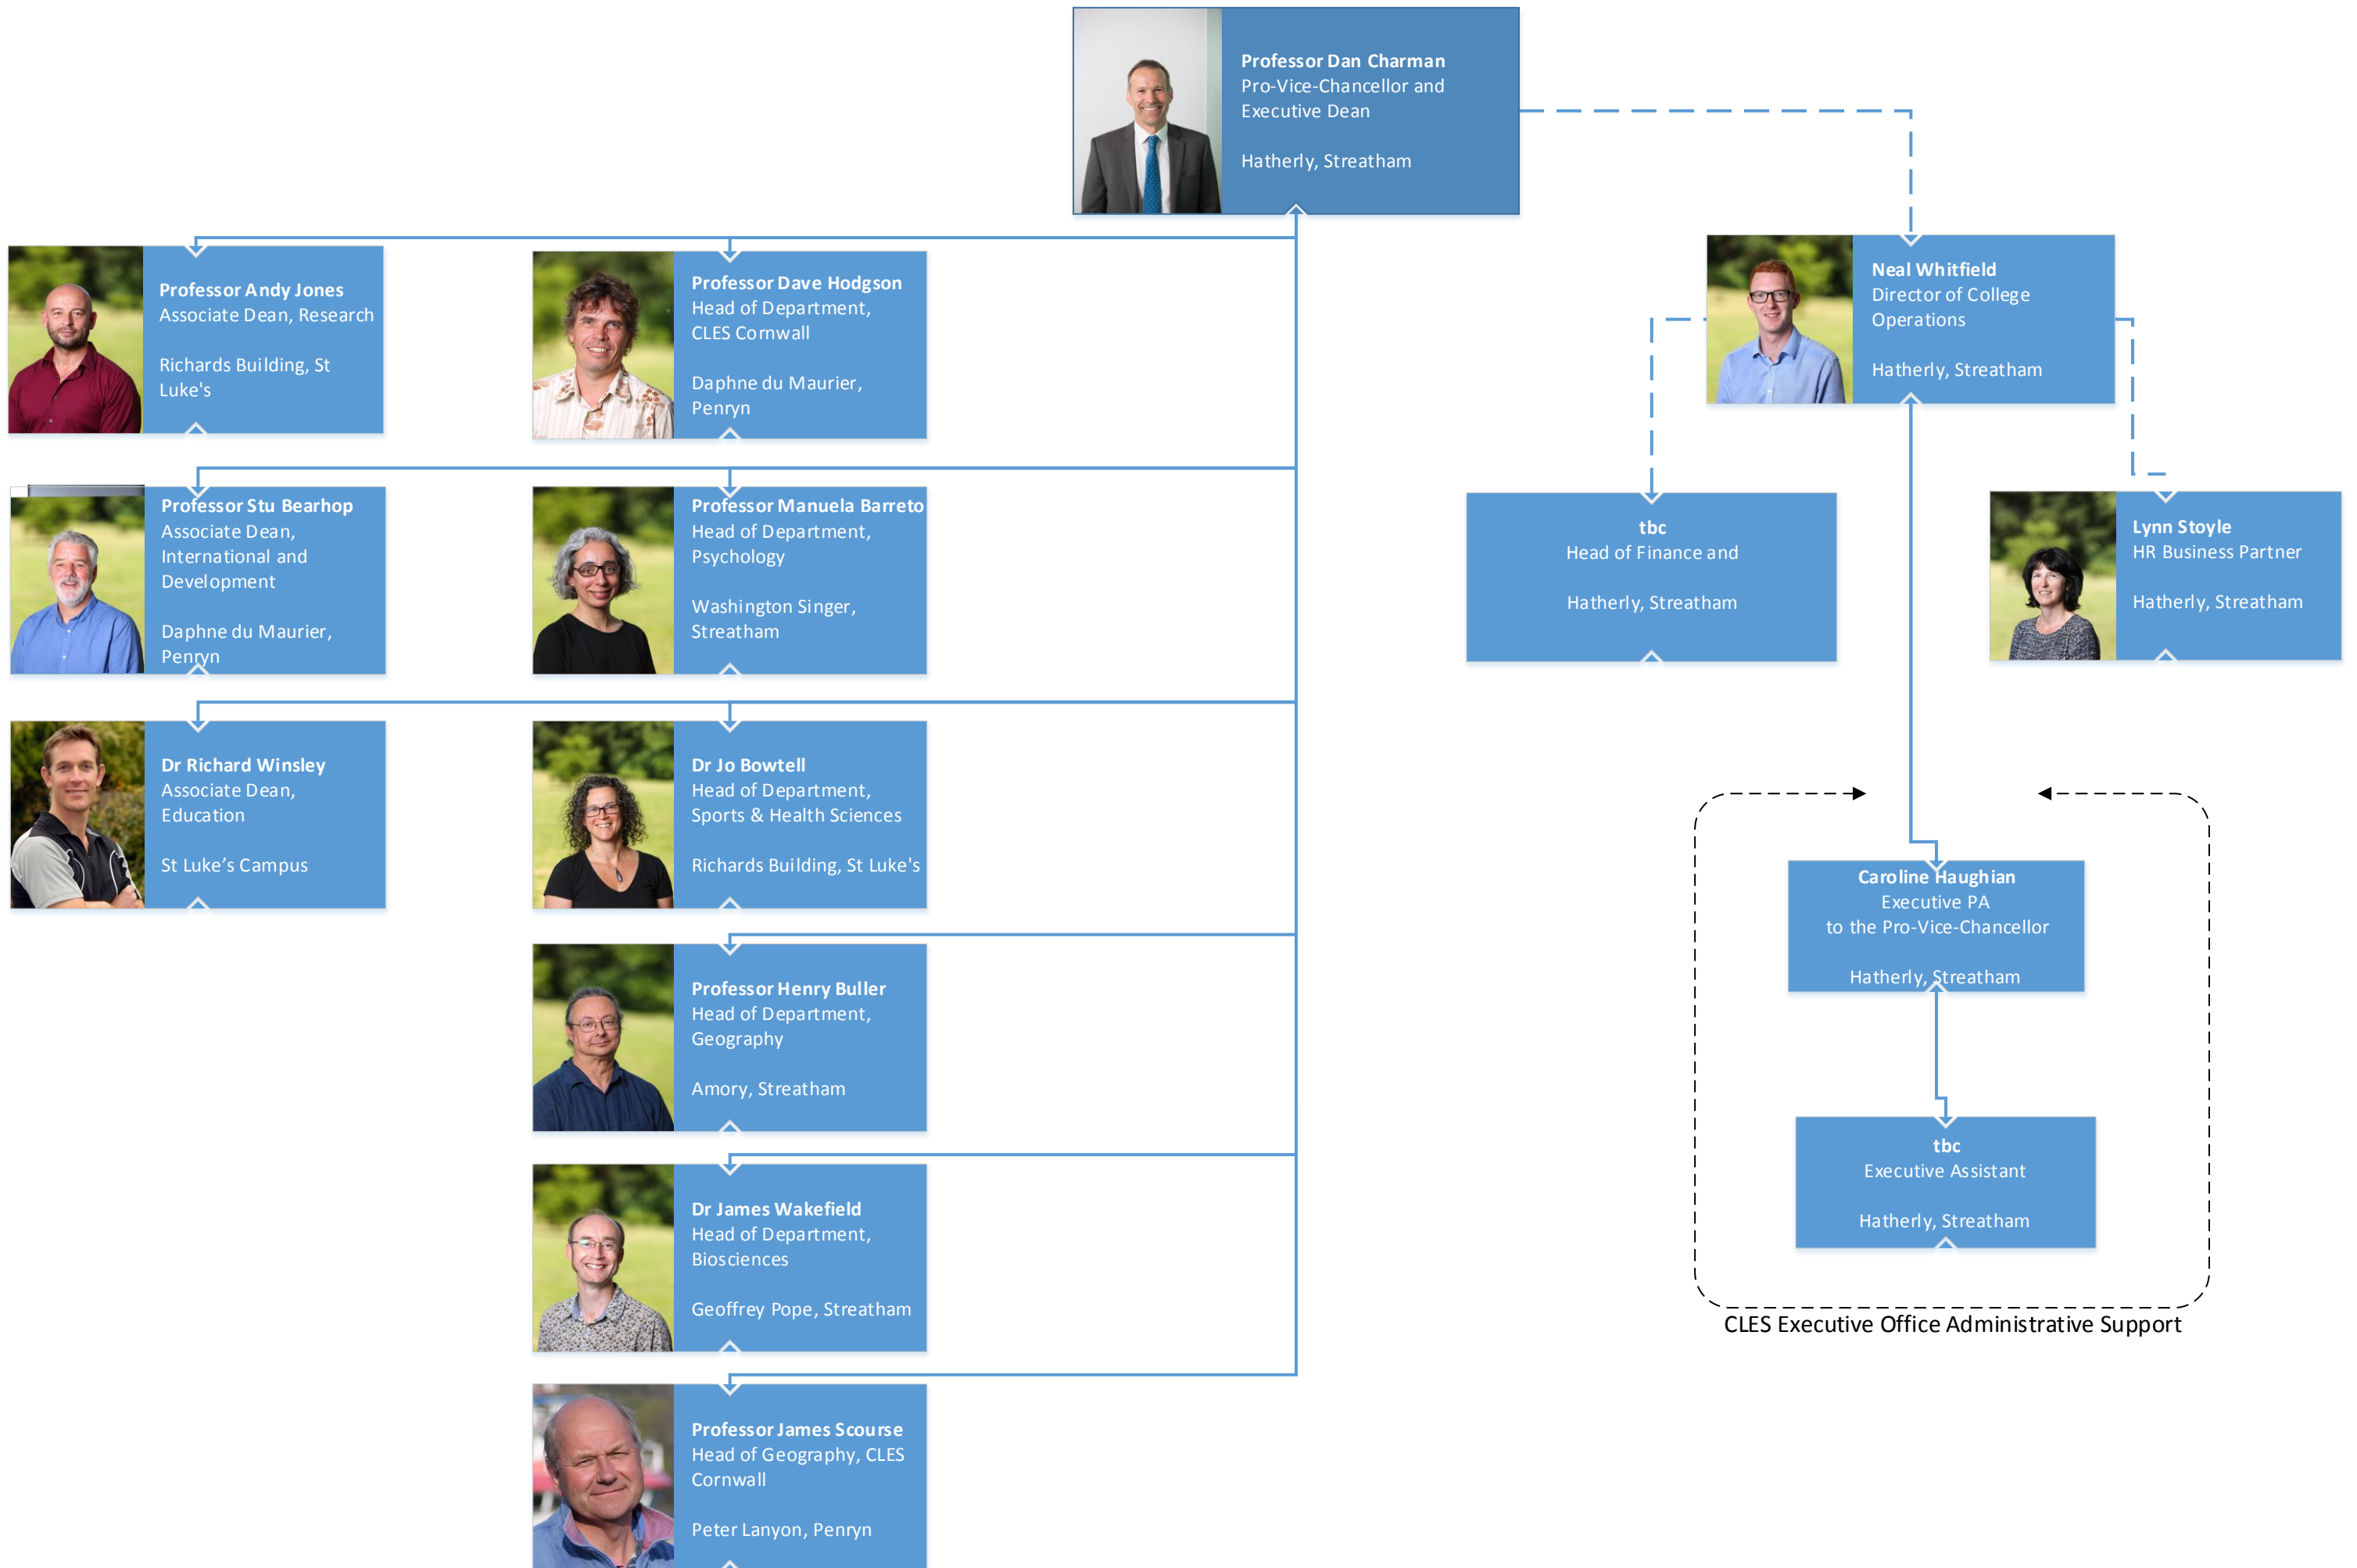 Professor Dan Charman
Pro-Vice-Chancellor and
Executive Dean
Hatherly, Streatham
Professor Andy Jones
Associate Dean, Research
Richards Building, St
Luke's
Professor Dave Hodgson
Head of Department,
CLES Cornwall
Daphne du Maurier,
Penryn
Neal Whitfield
Director of College
Operations
Hatherly, Streatham
Professor Stu Bearhop
Associate Dean,
International and
Development
Daphne du Maurier,
Penryn
Professor Manuela Barreto
Head of Department,
Psychology
Washington Singer,
Streatham
tbc
Head of Finance and
Hatherly, Streatham
Lynn Stoyle
HR Business Partner
Hatherly, Streatham
Dr Richard Winsley
Associate Dean,
Education
St Luke’s Campus
Dr Jo Bowtell
Head of Department,
Sports & Health Sciences
Richards Building, St Luke's
Caroline Haughian
Executive PA
to the Pro-Vice-Chancellor
Hatherly, Streatham
Professor Henry Buller
Head of Department,
Geography
Amory, Streatham
tbc
Executive Assistant
Hatherly, Streatham
Dr James Wakefield
Head of Department,
Biosciences
Geoffrey Pope, Streatham
CLES Executive Office Administrative Support
Professor James Scourse
Head of Geography, CLES
Cornwall
Peter Lanyon, Penryn